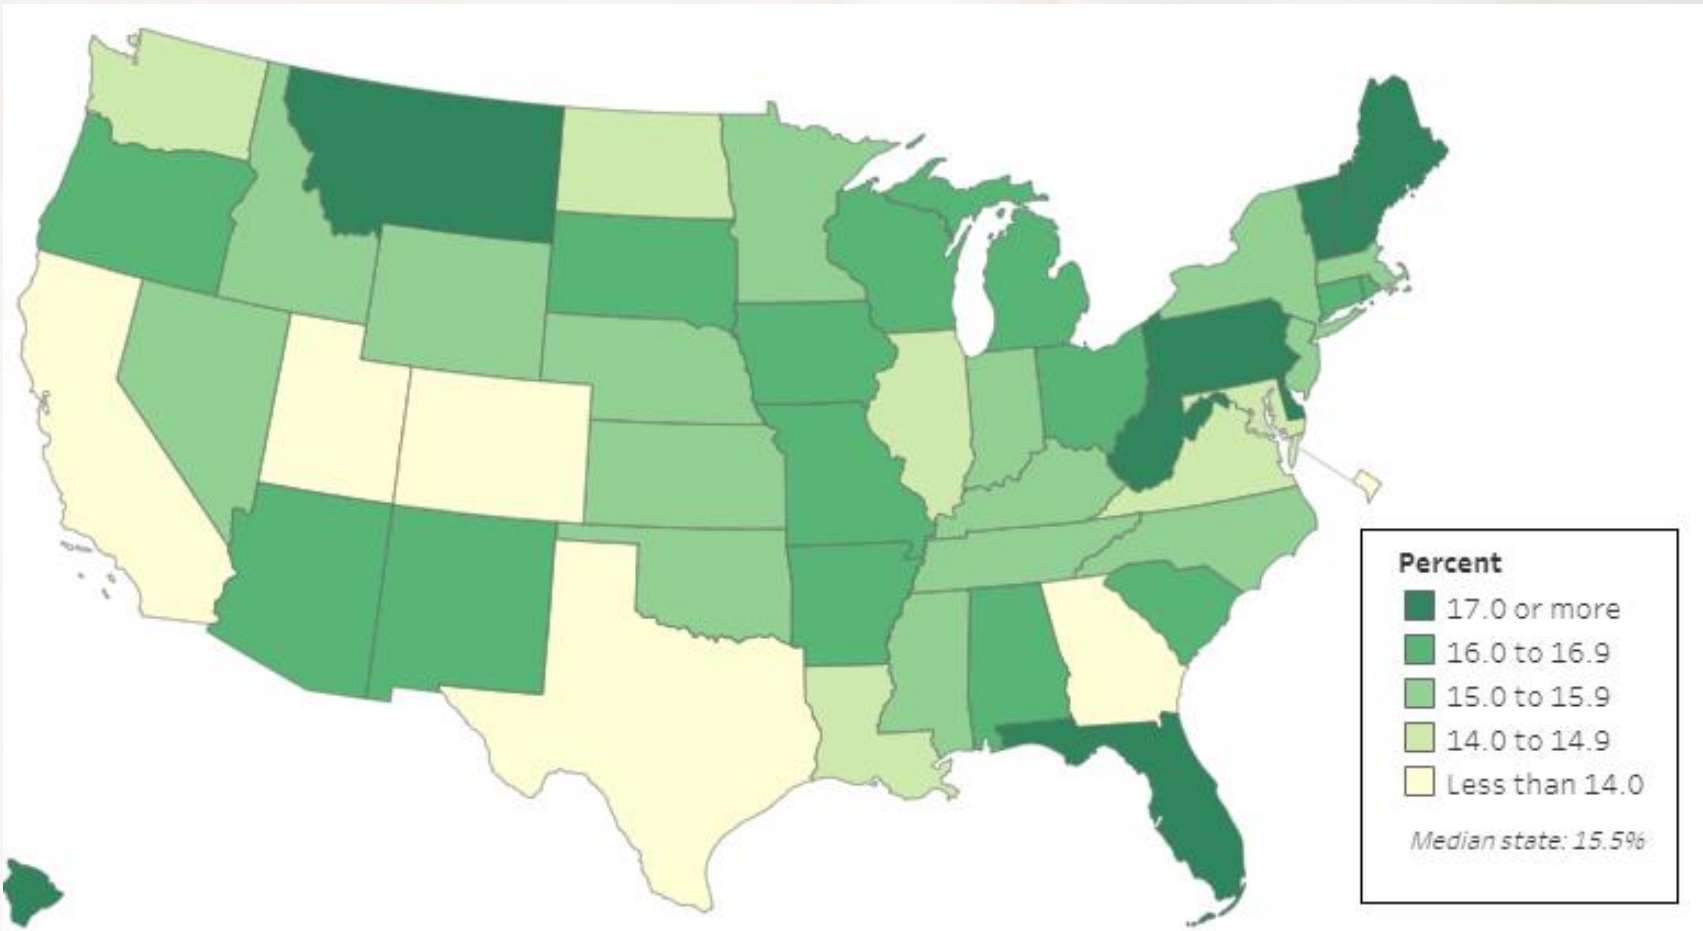 Percent
17.0 or more
16.0 to 16.9
15.0 to 15.9
14.0 to 14.9
Less than 14.0
Median state: 15.5%